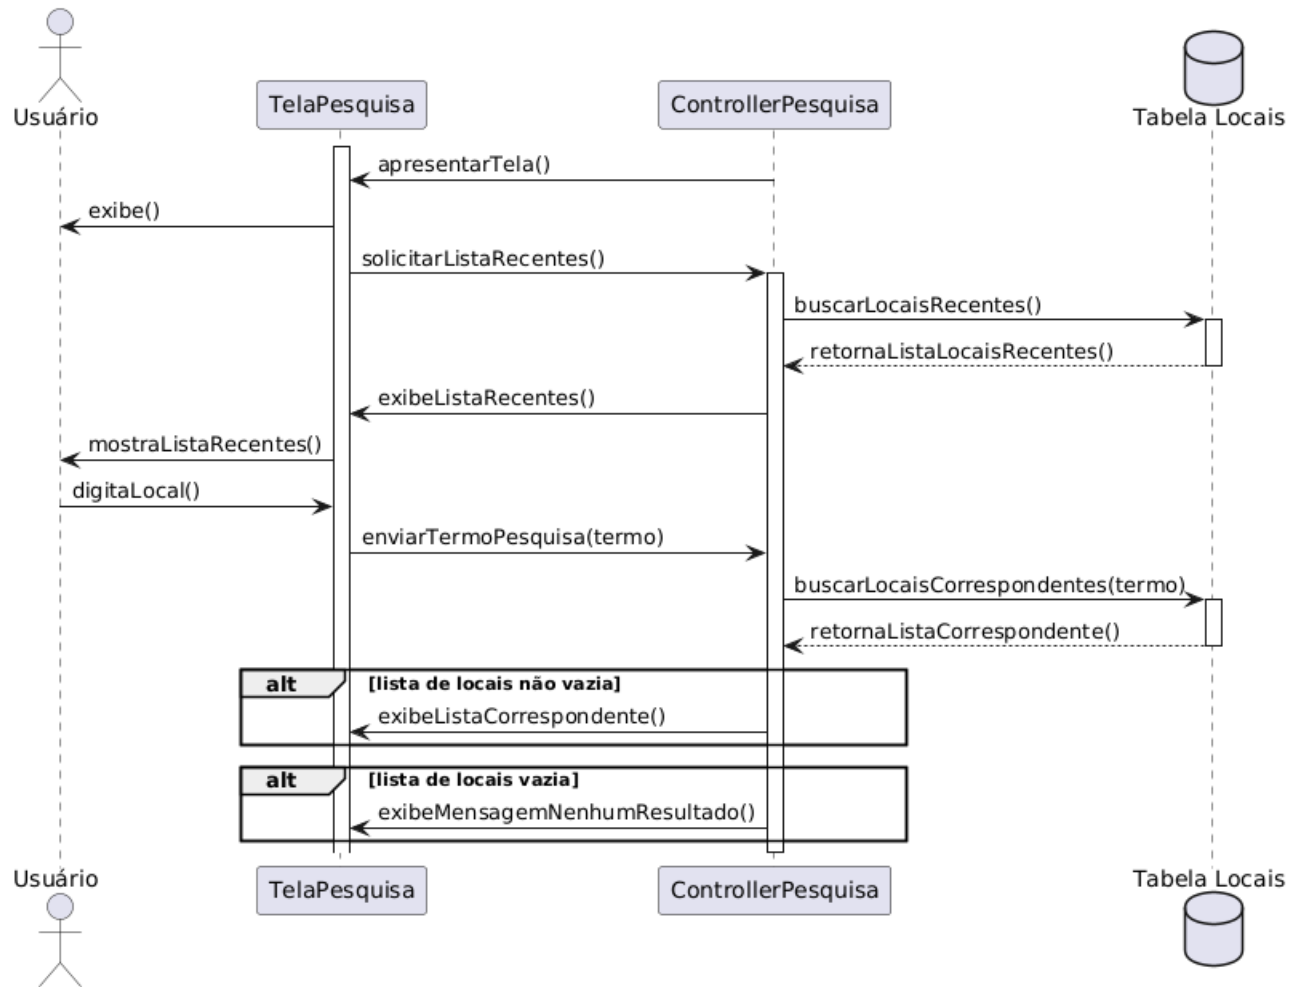 Usuário
TelaPesquisa
ControllerPesquisa
Tabela Locais
apresentarTela()
exibe()
solicitarListaRecentes()
buscarLocaisRecentes()
retornaListaLocaisRecentes()
exibeListaRecentes()
mostraListaRecentes()
digitaLocal()
enviarTermoPesquisa(termo)
buscarLocaisCorrespondentes(termo)
retornaListaCorrespondente()
alt [lista de locais não vazia]
exibeListaCorrespondente()
alt [lista de locais vazia]
exibeMensagemNenhumResultado()
Usuário
TelaPesquisa
ControllerPesquisa
Tabela Locais